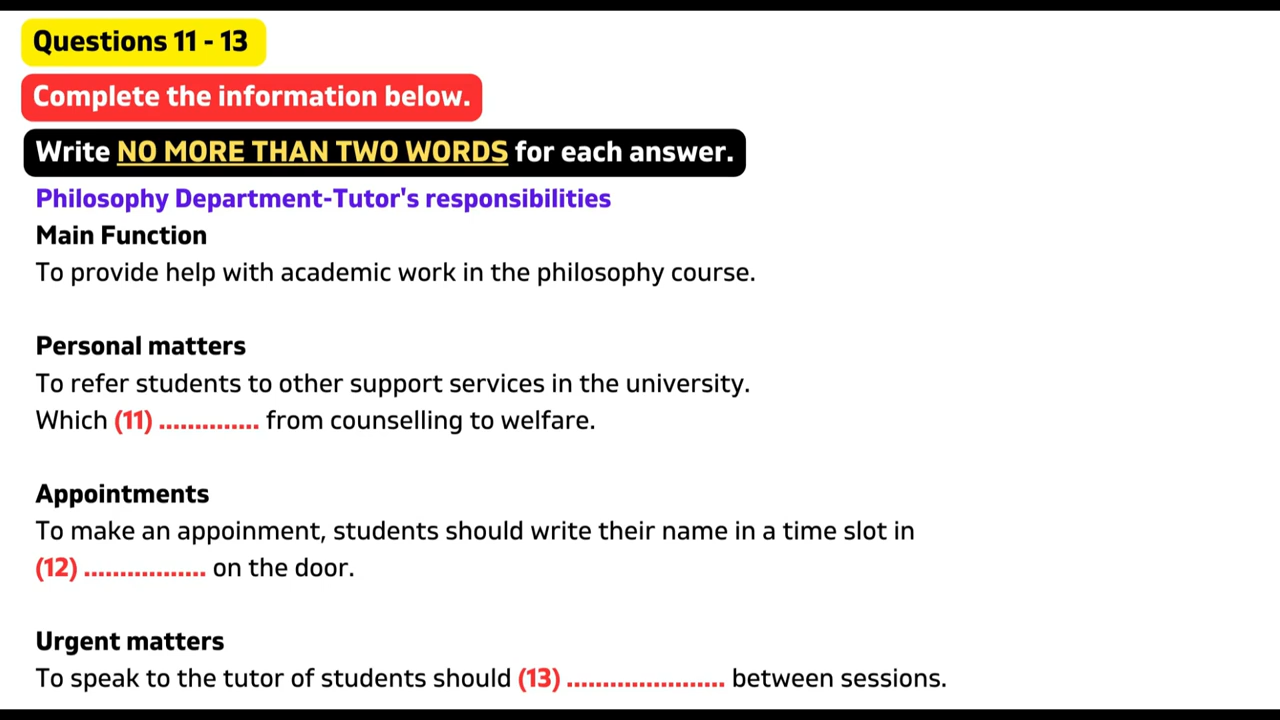 Questions 11 - 13
Complete the information below.
Write NO MORE THAN TWO WORDS for each answer.
Philosophy Department-Tutor's responsibilities
Main Function
To provide help with academic work in the philosophy course.
Personal matters
To refer students to other support services in the university.
Which (11) .............. from counselling to welfare.
Appointments
To make an appoinment, students should write their name in a time slot in
(12) ................. on the door.
Urgent matters
To speak to the tutor of students should (13) ...................... between sessions.